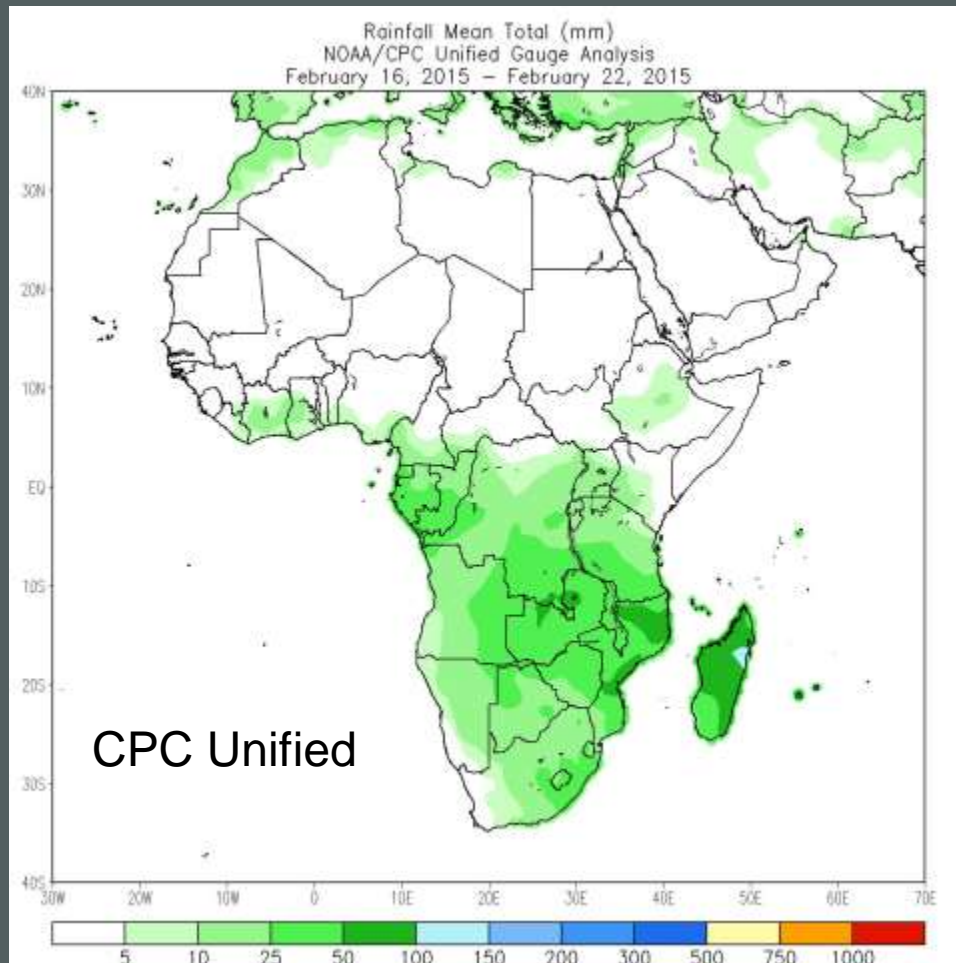 Rainfall Mean Total (mm)
NOAA/CPC Unified Gauge Analysis
February 16, 2015 – February 22, 2015
40N
30N
20N
10N
EQ
10S
20S
30S
40S
CPC Unified
30W 20W 10W 0 10E 20E 30E 40E 50E 60E 70E
5 10 25 50 100 150 200 300 500 750 1000